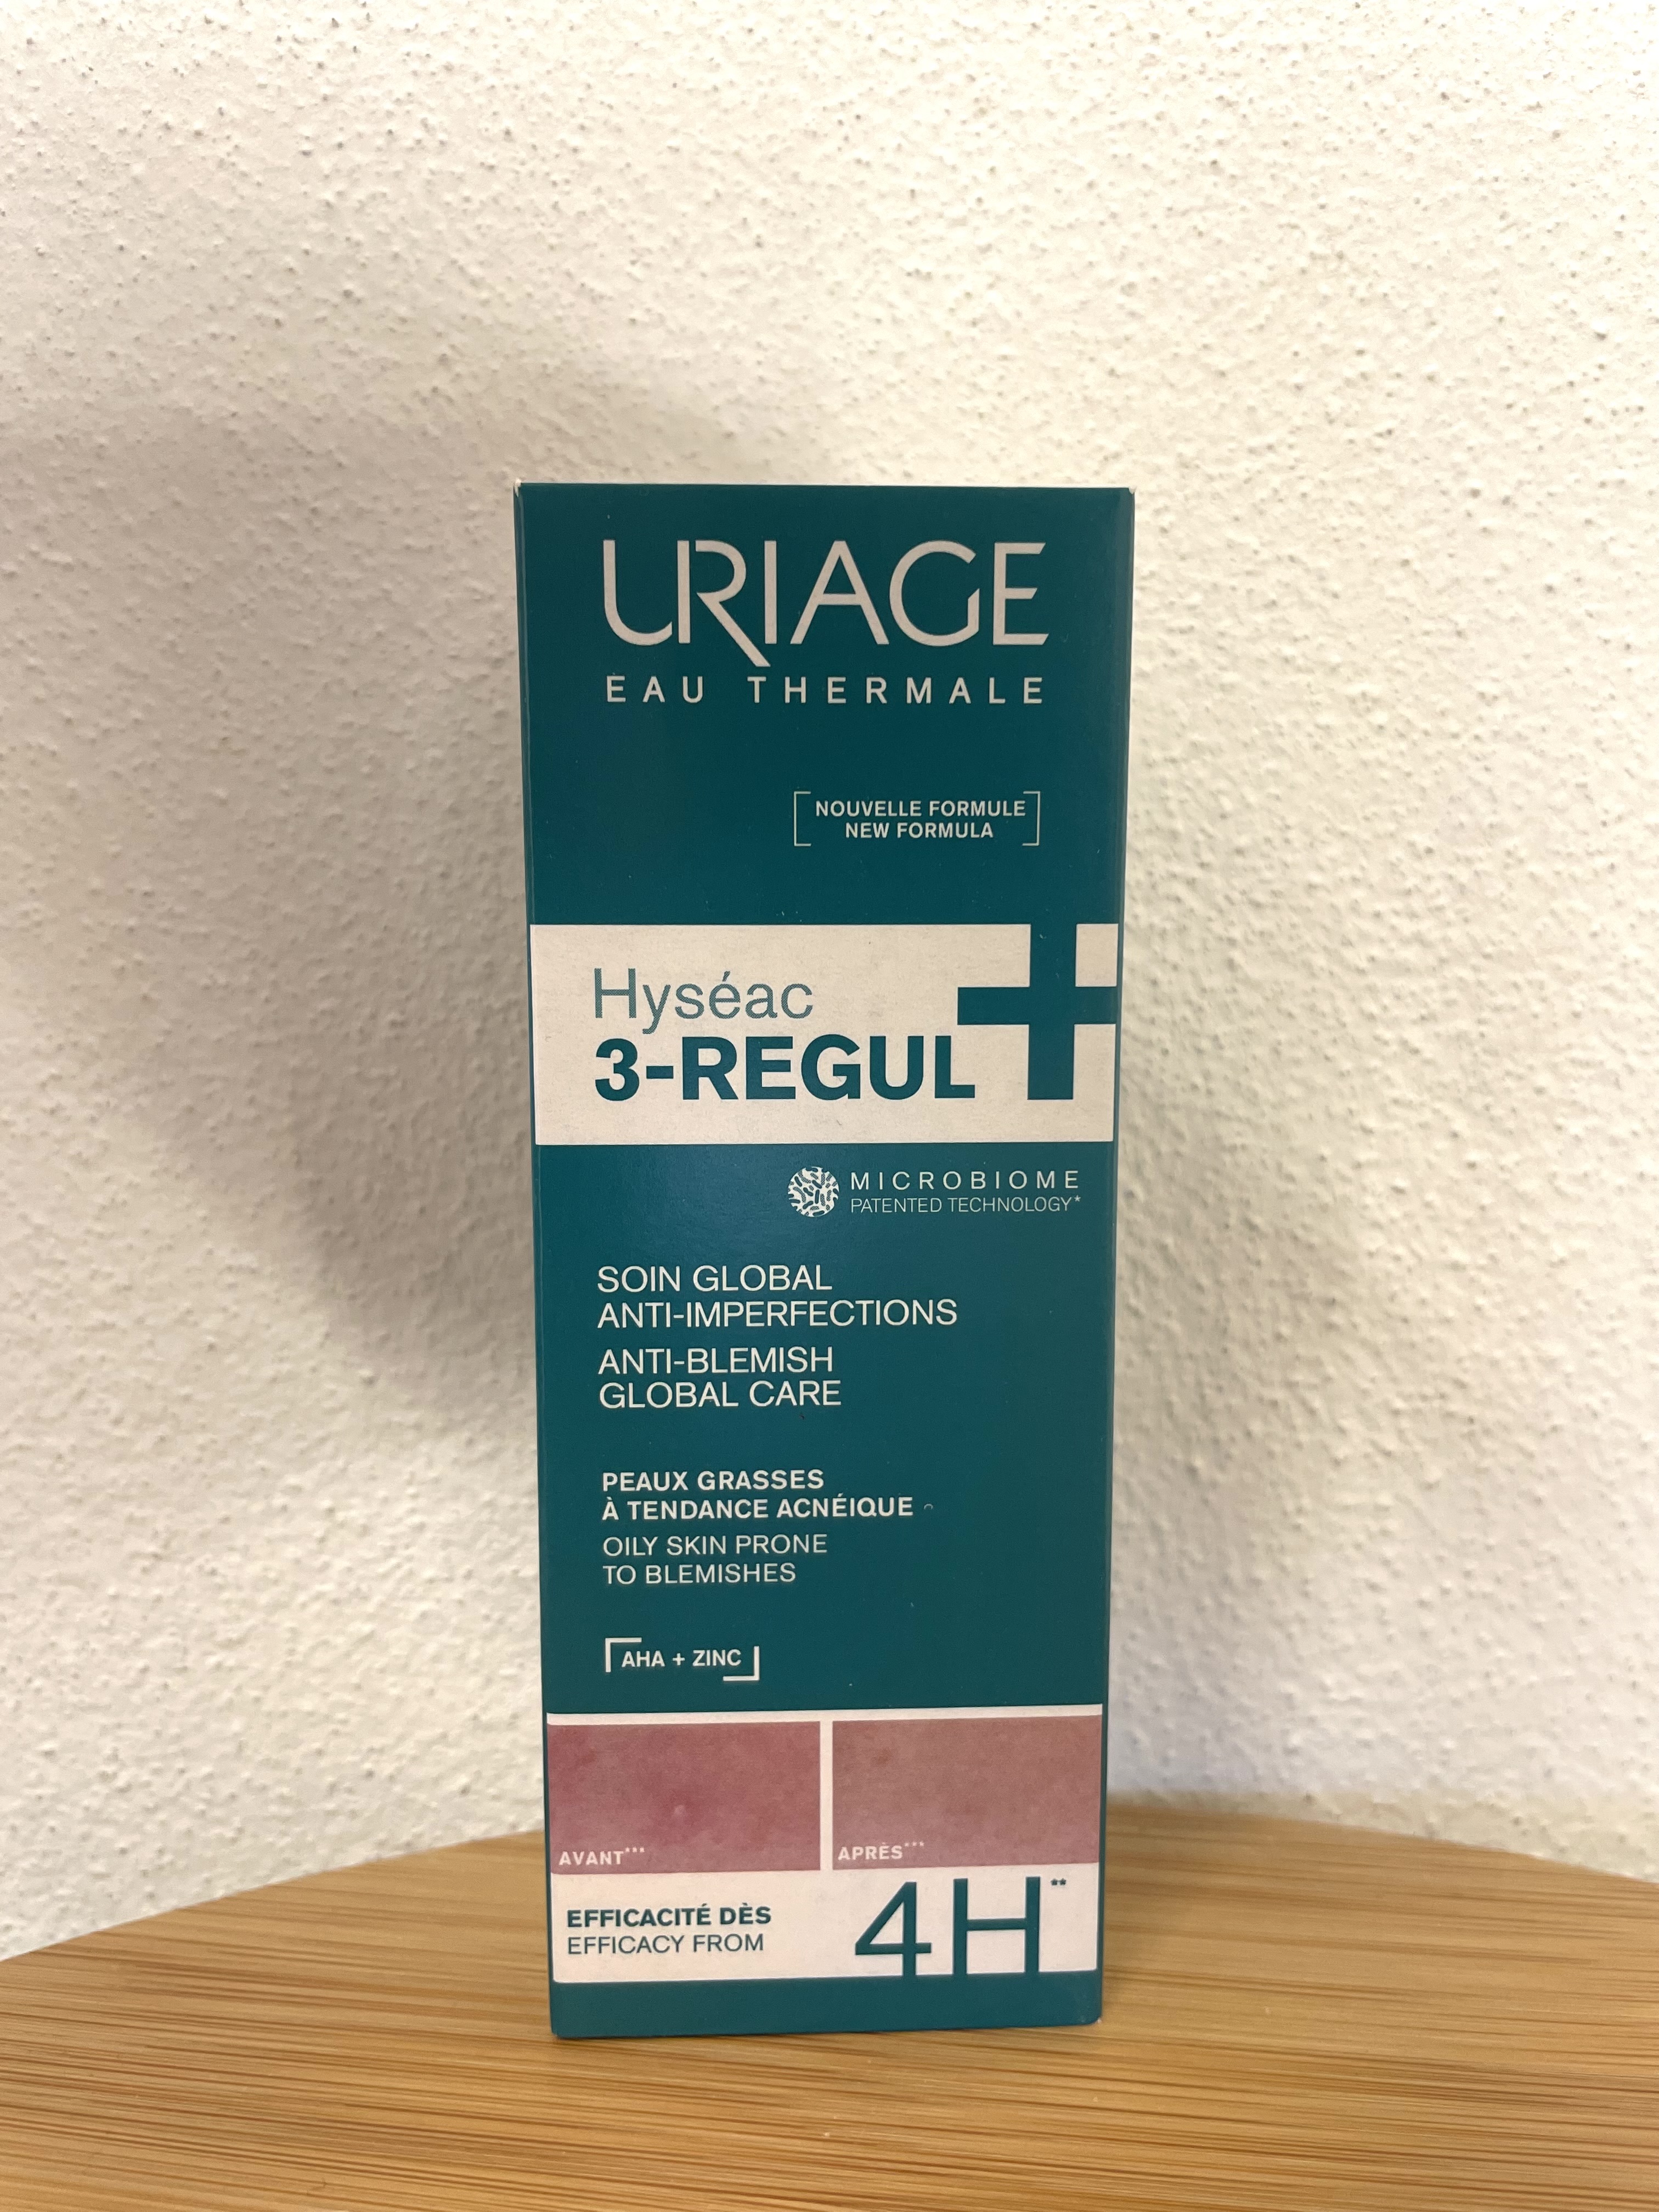 URIAGE
EAU THERMALE
NOUVELLE FORMULE
NEW FORMULA
Hyséac
3-REGUL+
MICROBIOME
PATENTED TECHNOLOGY*
SOIN GLOBAL
ANTI-IMPERFECTIONS
ANTI-BLEMISH
GLOBAL CARE
PEAUX GRASSES
À TENDANCE ACNÉIQUE
OILY SKIN PRONE
TO BLEMISHES
AHA + ZINC
AVANT*** APRÈS***
EFFICACITÉ DÈS
EFFICACY FROM
4H**